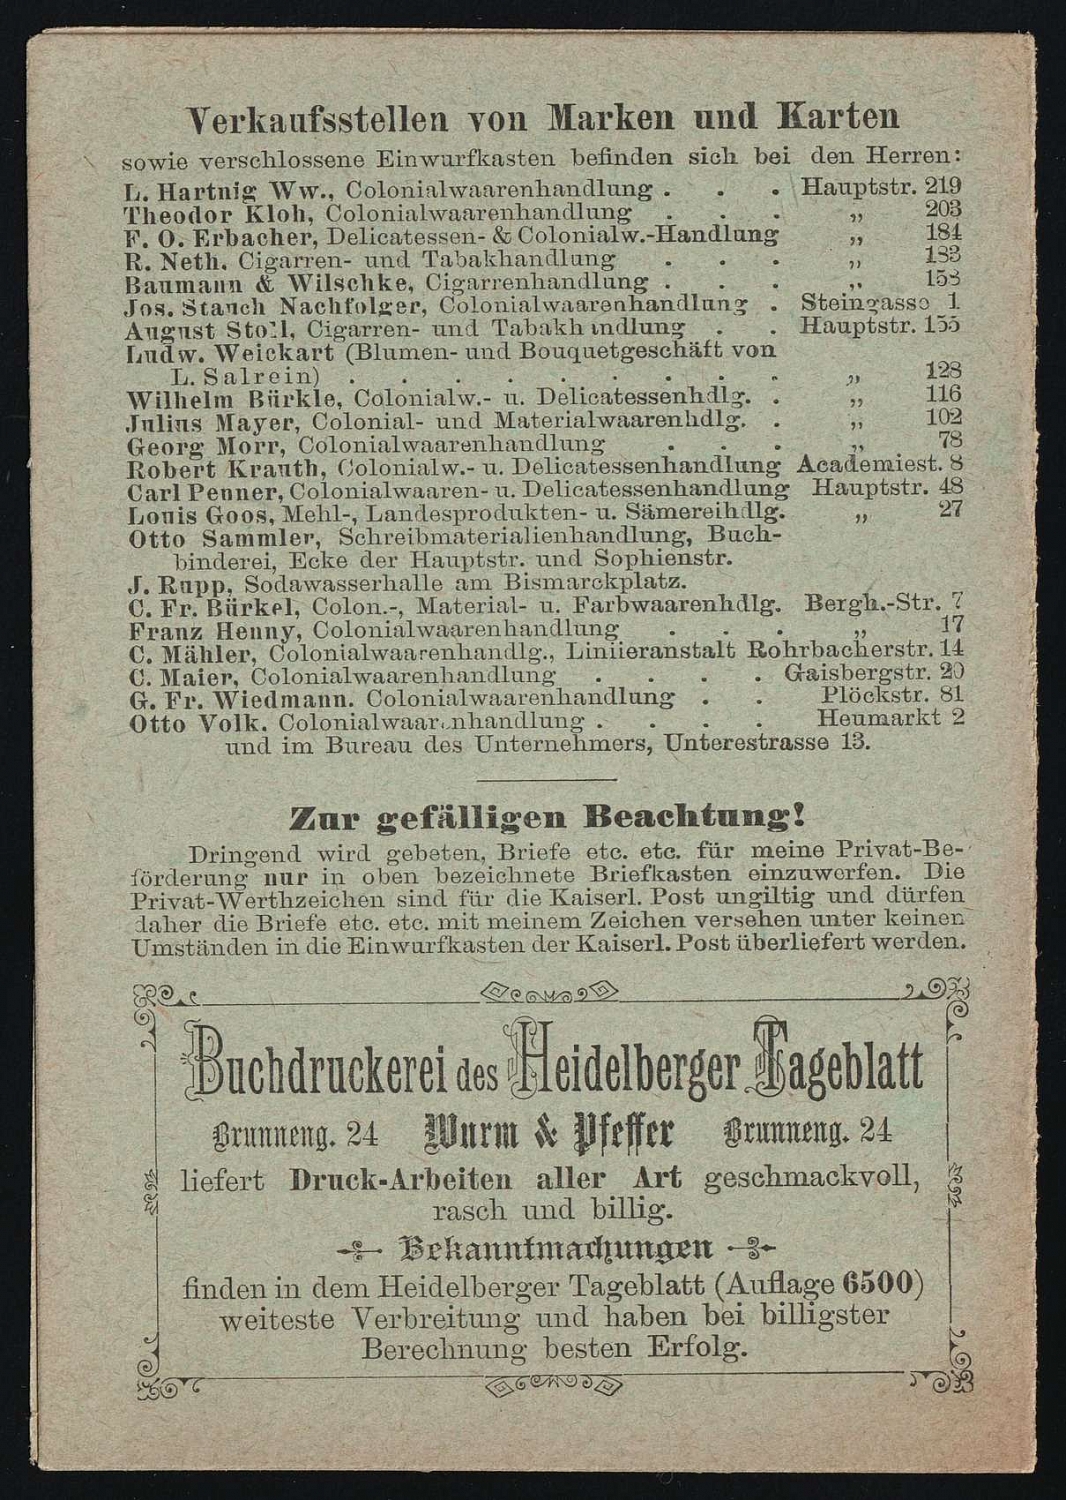 Verkaufsstellen von Marken und Karten
sowie verschlossene Einwurfkasten befinden sich bei den Herren:
L. Hartnig Ww., Colonialwaarenhandlung . . . Hauptstr. 219
Theodor Kloh, Colonialwaarenhandlung . . . „ 203
F. O. Erbacher, Delicatessen- & Colonialw.-Handlung „ 184
R. Neth. Cigarren- und Tabakhandlung . . . „ 183
Baumann & Wilschke, Cigarrenhandlung . . . „ 158
Jos. Stauch Nachfolger, Colonialwaarenhandlung . Steingasse 1
August Stoll, Cigarren- und Tabakhandlung . . Hauptstr. 155
Ludw. Weickart (Blumen- und Bouquetgeschäft von
L. Salrein) . . . . . . . . . „ 128
Wilhelm Bürkle, Colonialw.- u. Delicatessenhdlg. . „ 116
Julius Mayer, Colonial- und Materialwaarenhdlg. . „ 102
Georg Morr, Colonialwaarenhandlung . . . „ 78
Robert Krauth, Colonialw.- u. Delicatessenhandlung Academiest. 8
Carl Penner, Colonialwaaren- u. Delicatessenhandlung Hauptstr. 48
Louis Goos, Mehl-, Landesprodukten- u. Sämereihdlg. „ 27
Otto Sammler, Schreibmaterialienhandlung, Buch-
binderei, Ecke der Hauptstr. und Sophienstr.
J. Rupp, Sodawasserhalle am Bismarckplatz.
C. Fr. Bürkel, Colon.-, Material- u. Farbwaarenhdlg. Bergh.-Str. 7
Franz Henny, Colonialwaarenhandlung . . . „ 17
C. Mähler, Colonialwaarenhandlg., Liniieranstalt Rohrbacherstr. 14
C. Maier, Colonialwaarenhandlung . . . . Gaisbergstr. 20
G. Fr. Wiedmann. Colonialwaarenhandlung . . Plöckstr. 81
Otto Volk. Colonialwaarenhandlung . . . . Heumarkt 2
und im Bureau des Unternehmers, Unterestrasse 13.
Zur gefälligen Beachtung!
Dringend wird gebeten, Briefe etc. etc. für meine Privat-Be-
förderung nur in oben bezeichnete Briefkasten einzuwerfen. Die
Privat-Werthzeichen sind für die Kaiserl. Post ungiltig und dürfen
daher die Briefe etc. etc. mit meinem Zeichen versehen unter keinen
Umständen in die Einwurfkasten der Kaiserl. Post überliefert werden.
Buchdruckerei des Heidelberger Tageblatt
Brunneng. 24 Wurm & Pfeffer Brunneng. 24
liefert Druck-Arbeiten aller Art geschmackvoll,
rasch und billig.
Bekanntmachungen
finden in dem Heidelberger Tageblatt (Auflage 6500)
weiteste Verbreitung und haben bei billigster
Berechnung besten Erfolg.